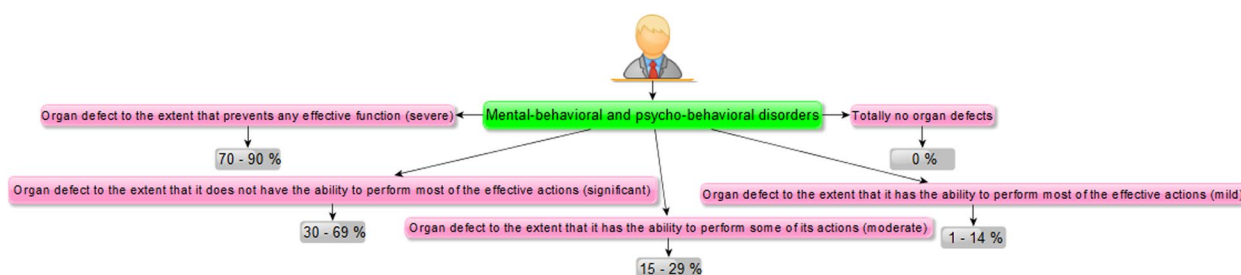 Organ defect to the extent that prevents any effective function (severe)
Mental-behavioral and psycho-behavioral disorders
Totally no organ defects
70 - 90 %
0 %
Organ defect to the extent that it does not have the ability to perform most of the effective actions (significant)
Organ defect to the extent that it has the ability to perform most of the effective actions (mild)
30 - 69 %
Organ defect to the extent that it has the ability to perform some of its actions (moderate)
1 - 14 %
15 - 29 %